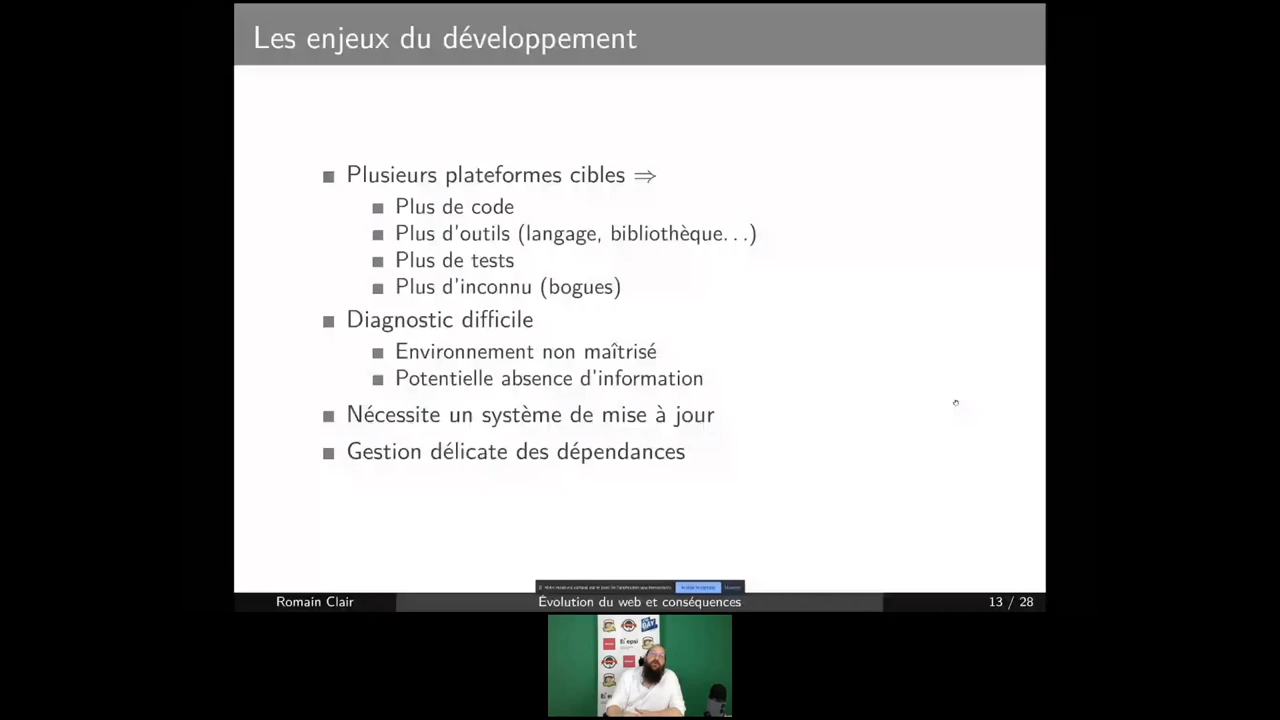 Les enjeux du développement
Plusieurs plateformes cibles ⇒
Plus de code
Plus d'outils (langage, bibliothèque...)
Plus de tests
Plus d'inconnu (bogues)
Diagnostic difficile
Environnement non maîtrisé
Potentielle absence d'information
Nécessite un système de mise à jour
Gestion délicate des dépendances
Romain Clair
Évolution du web et conséquences
13 / 28
epsi